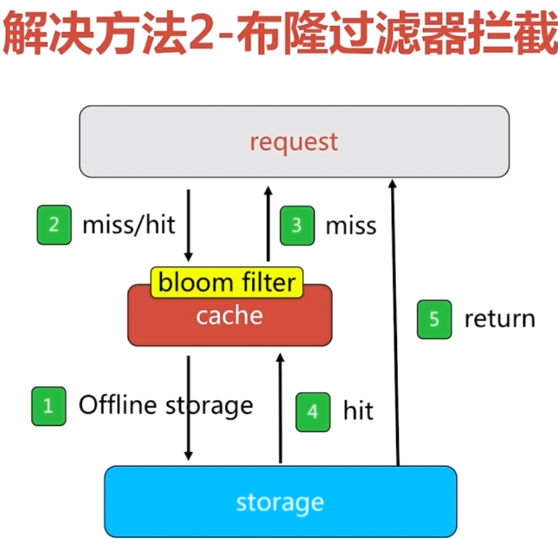 解决方法2-布隆过滤器拦截
request
2 miss/hit
3 miss
bloom filter
cache
5 return
1 Offline storage
4 hit
storage